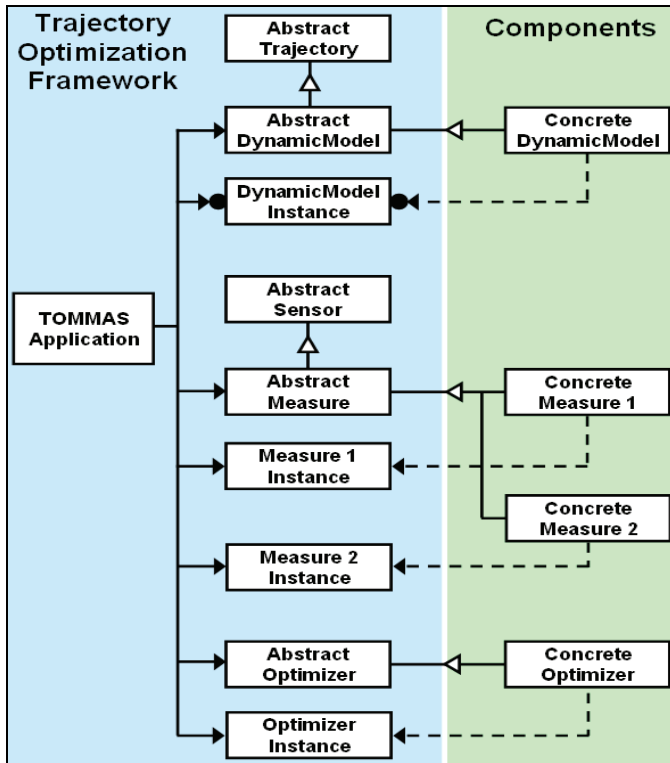 Trajectory
Optimization
Framework
Components
Abstract
Trajectory
Abstract
DynamicModel
Concrete
DynamicModel
DynamicModel
Instance
Abstract
Sensor
TOMMAS
Application
Abstract
Measure
Concrete
Measure 1
Measure 1
Instance
Concrete
Measure 2
Measure 2
Instance
Abstract
Optimizer
Concrete
Optimizer
Optimizer
Instance